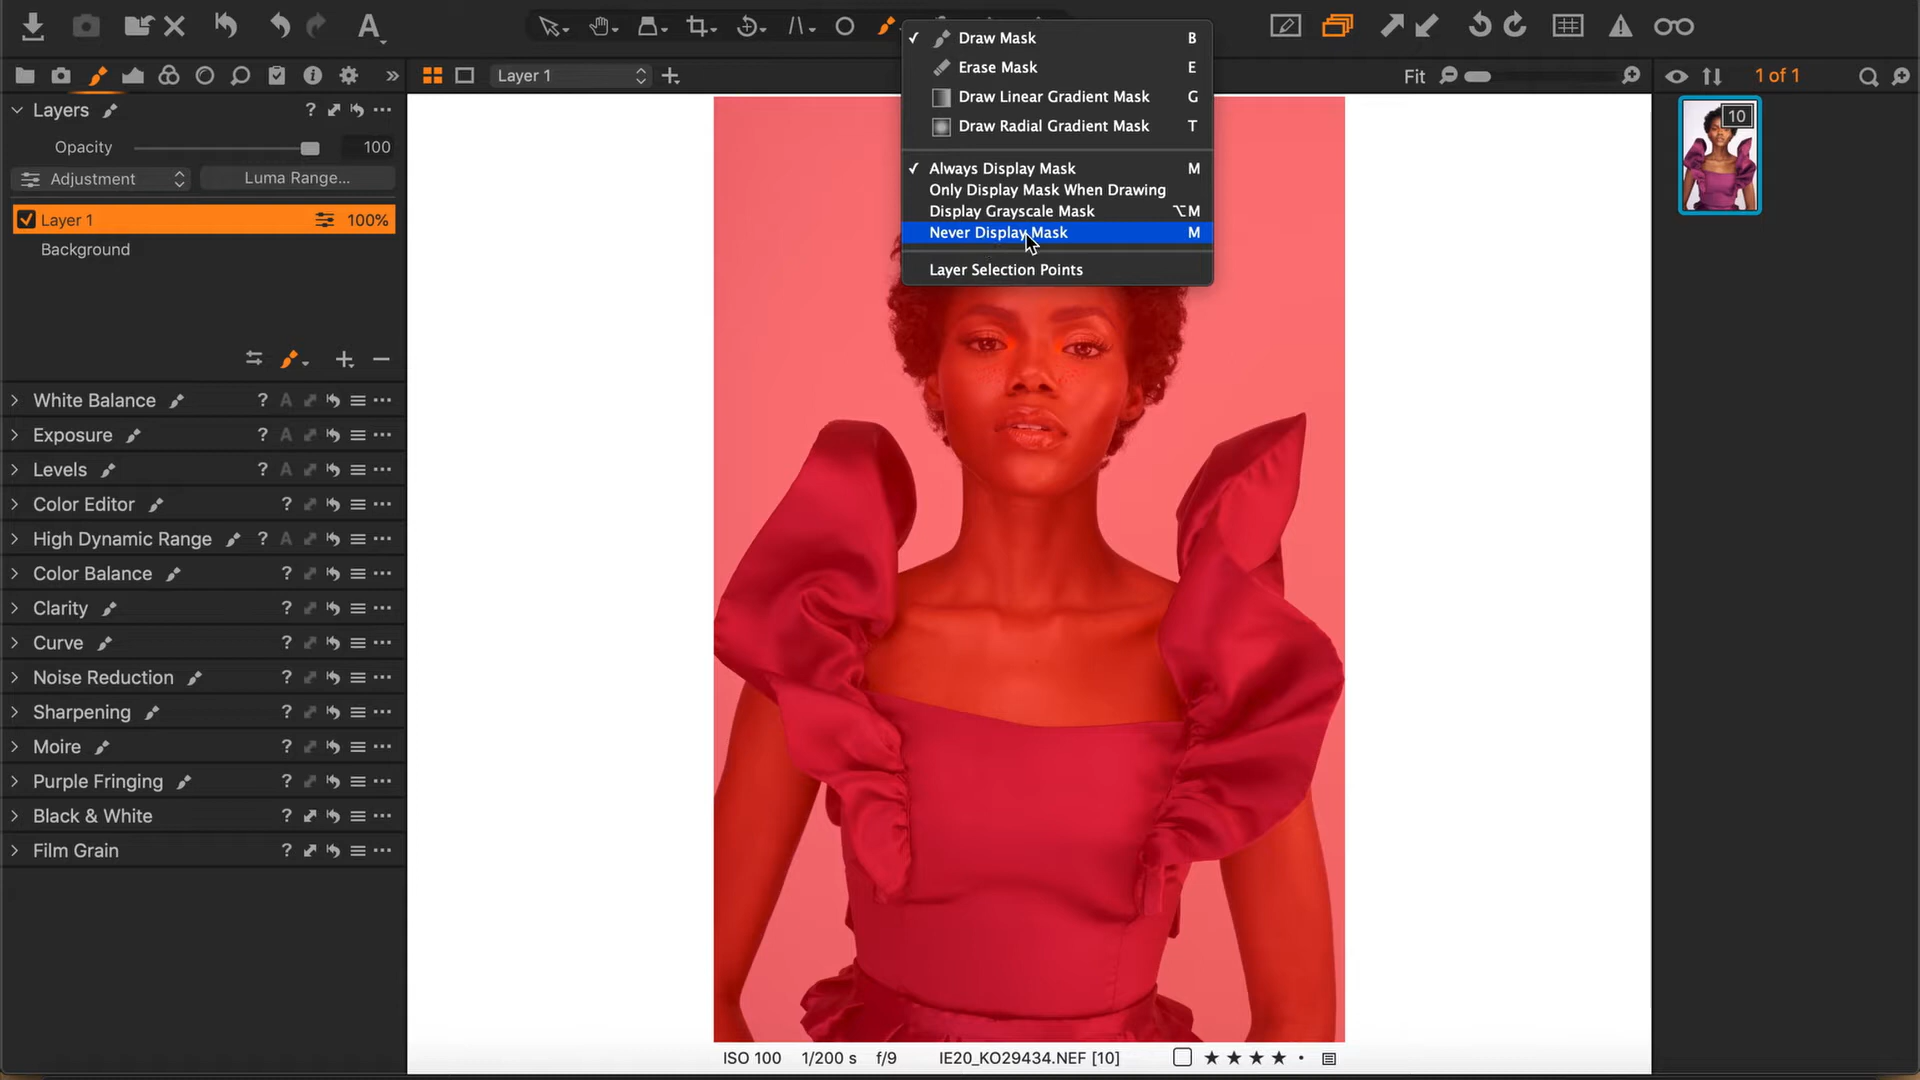 A
Layer 1
Fit
1 of 1
Layers
?
Opacity 100
Adjustment Luma Range...
Layer 1 100%
Background
White Balance ? A
Exposure ? A
Levels ? A
Color Editor ?
High Dynamic Range ? A
Color Balance ?
Clarity ?
Curve ?
Noise Reduction ?
Sharpening ?
Moire ?
Purple Fringing ?
Black & White ?
Film Grain ?
Draw Mask B
Erase Mask E
Draw Linear Gradient Mask G
Draw Radial Gradient Mask T
Always Display Mask M
Only Display Mask When Drawing
Display Grayscale Mask ⌥M
Never Display Mask M
Layer Selection Points
10
ISO 100 1/200 s f/9 IE20_KO29434.NEF [10]